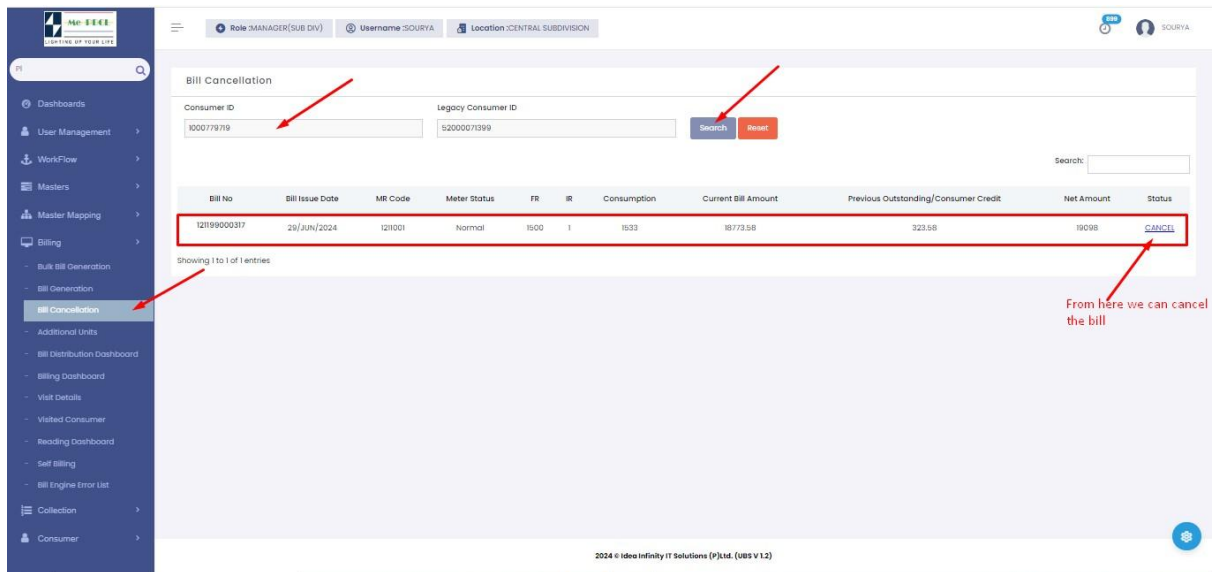 Me-PDCL
LIGHTING UP YOUR LIFE
Role :MANAGER(SUB DIV)
Username :SOURYA
Location :CENTRAL SUBDIVISION
699
SOURYA
Pl
Dashboards
User Management
WorkFlow
Masters
Master Mapping
Billing
Bulk Bill Generation
Bill Generation
Bill Cancellation
Additional Units
Bill Distribution Dashboard
Billing Dashboard
Visit Details
Visited Consumer
Reading Dashboard
Self Billing
Bill Engine Error List
Collection
Consumer
Bill Cancellation
Consumer ID Legacy Consumer ID
1000779719 52000071399 Search Reset
Search:
Bill No Bill Issue Date MR Code Meter Status FR IR Consumption Current Bill Amount Previous Outstanding/Consumer Credit Net Amount Status
121199000317 29/JUN/2024 1211001 Normal 1500 1 1533 18773.58 323.58 19098 CANCEL
Showing 1 to 1 of 1 entries
From here we can cancel
the bill
2024 © Idea Infinity IT Solutions (P)Ltd. (UBS V 1.2)